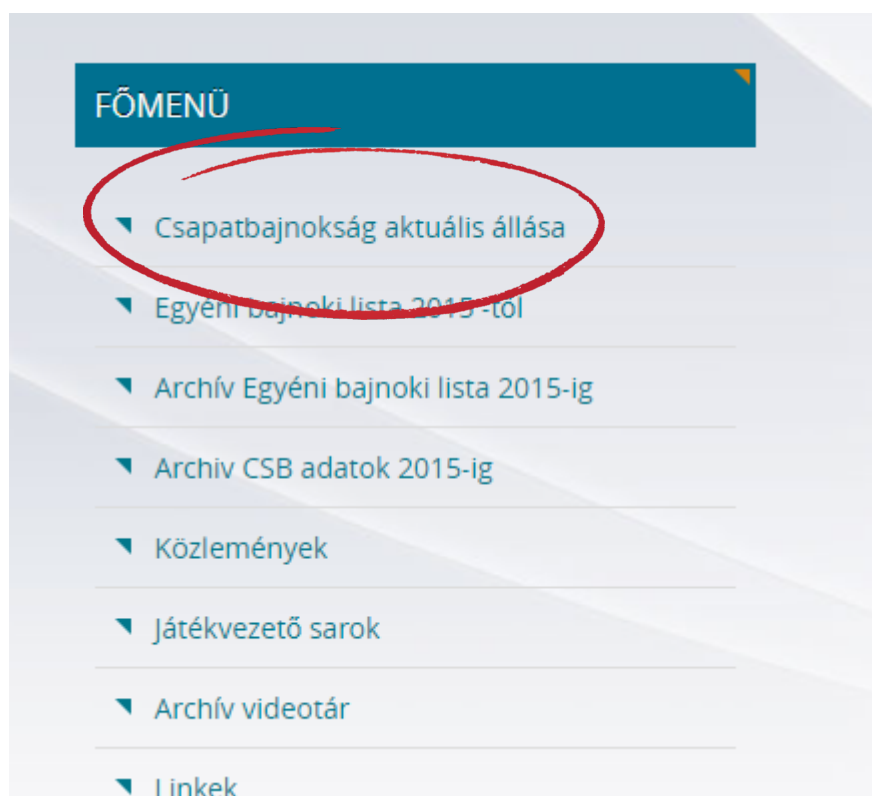 FŐMENÜ
Csapatbajnokság aktuális állása
Egyéni bajnoki lista 2015 -től
Archív Egyéni bajnoki lista 2015-ig
Archiv CSB adatok 2015-ig
Közlemények
Játékvezető sarok
Archív videotár
Linkek